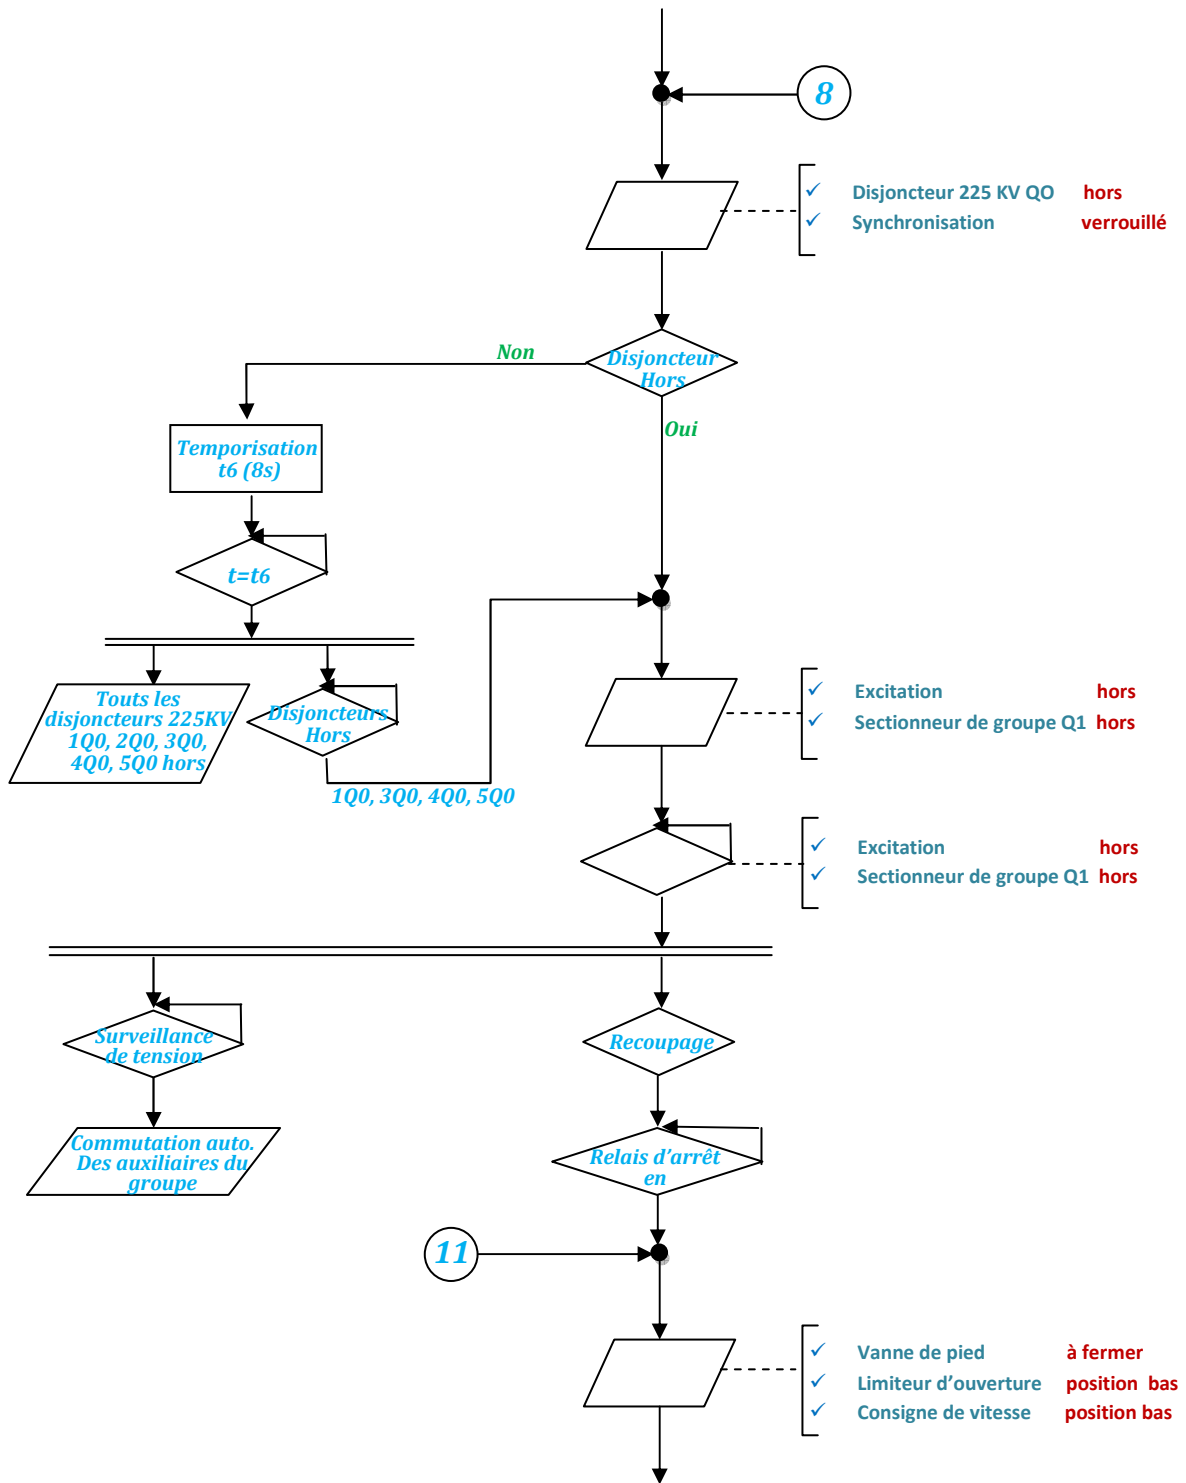 8
✓ Disjoncteur 225 KV QO hors
✓ Synchronisation verrouillé
Non
Disjoncteur
Hors
Oui
Temporisation
t6 (8s)
t=t6
Touts les
disjoncteurs 225KV
1Q0, 2Q0, 3Q0,
4Q0, 5Q0 hors
Disjoncteurs
Hors
1Q0, 3Q0, 4Q0, 5Q0
✓ Excitation hors
✓ Sectionneur de groupe Q1 hors
✓ Excitation hors
✓ Sectionneur de groupe Q1 hors
Surveillance
de tension
Recoupage
Commutation auto.
Des auxiliaires du
groupe
Relais d'arrêt
en
11
✓ Vanne de pied à fermer
✓ Limiteur d'ouverture position bas
✓ Consigne de vitesse position bas